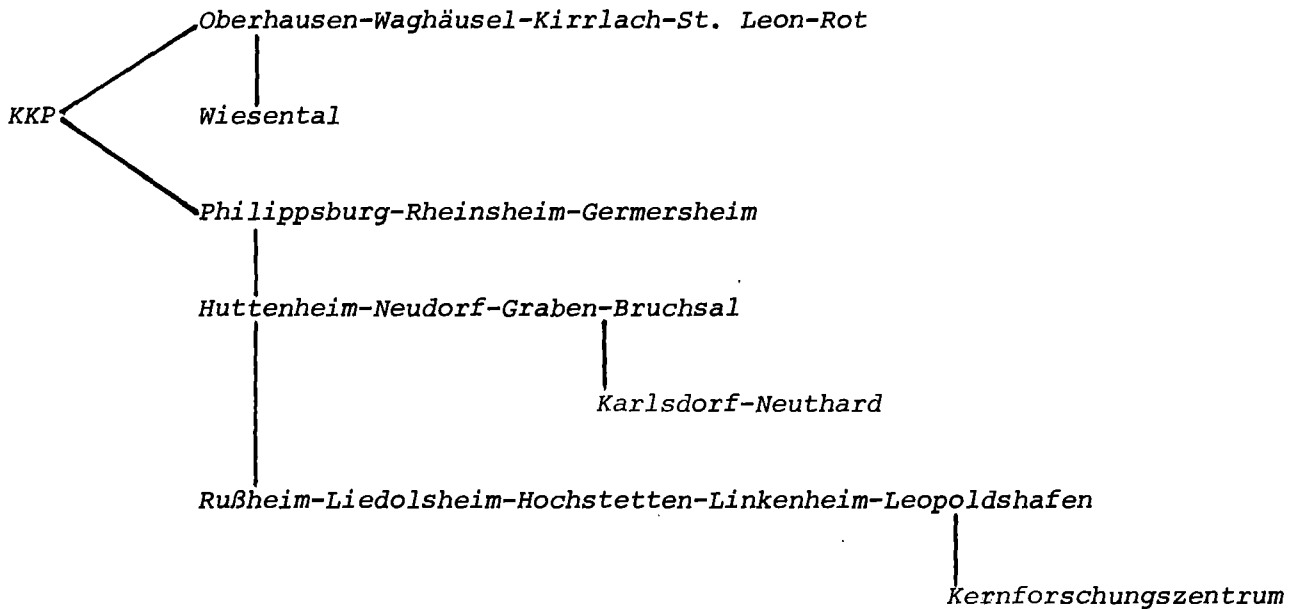 Oberhausen-Waghäusel-Kirrlach-St. Leon-Rot
KKP
Wiesental
Philippsburg-Rheinsheim-Germersheim
Huttenheim-Neudorf-Graben-Bruchsal
Karlsdorf-Neuthard
Rußheim-Liedolsheim-Hochstetten-Linkenheim-Leopoldshafen
Kernforschungszentrum